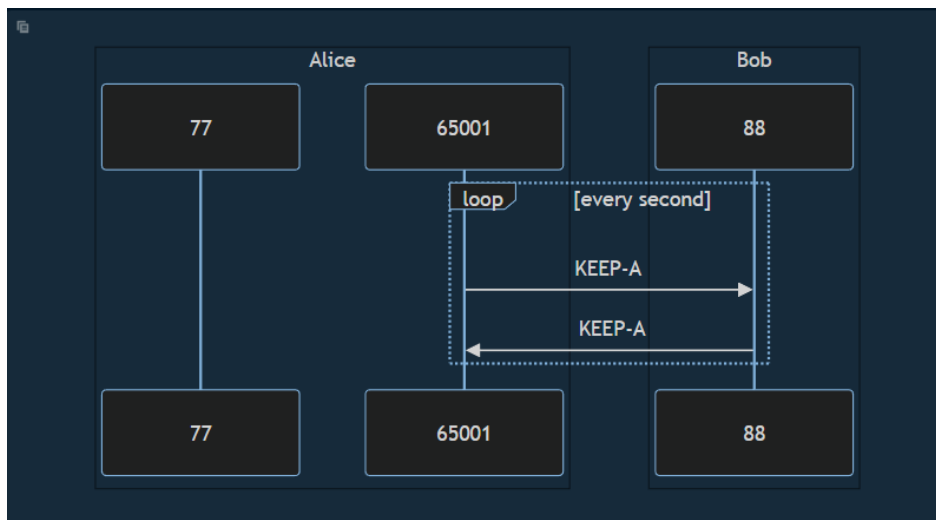 Alice
Bob
77
65001
88
loop
[every second]
KEEP-A
KEEP-A
77
65001
88